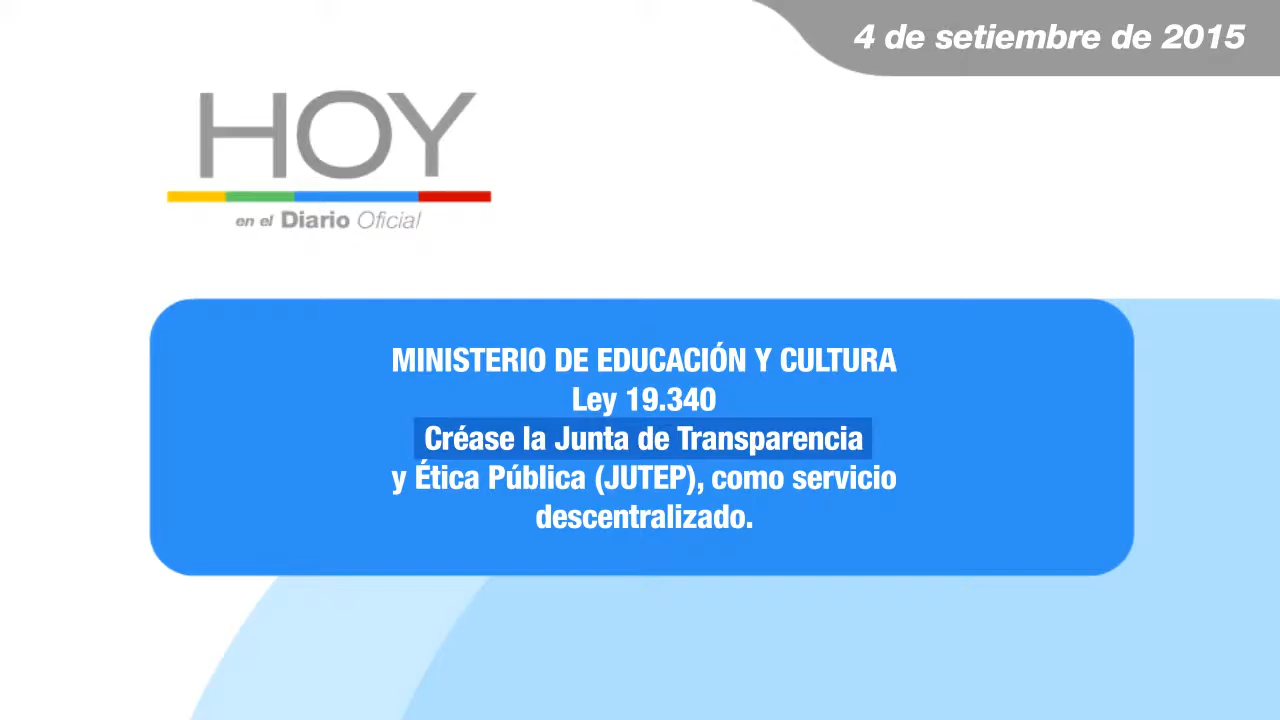 4 de setiembre de 2015
HOY
en el Diario Oficial
MINISTERIO DE EDUCACIÓN Y CULTURA
Ley 19.340
Créase la Junta de Transparencia
y Ética Pública (JUTEP), como servicio
descentralizado.